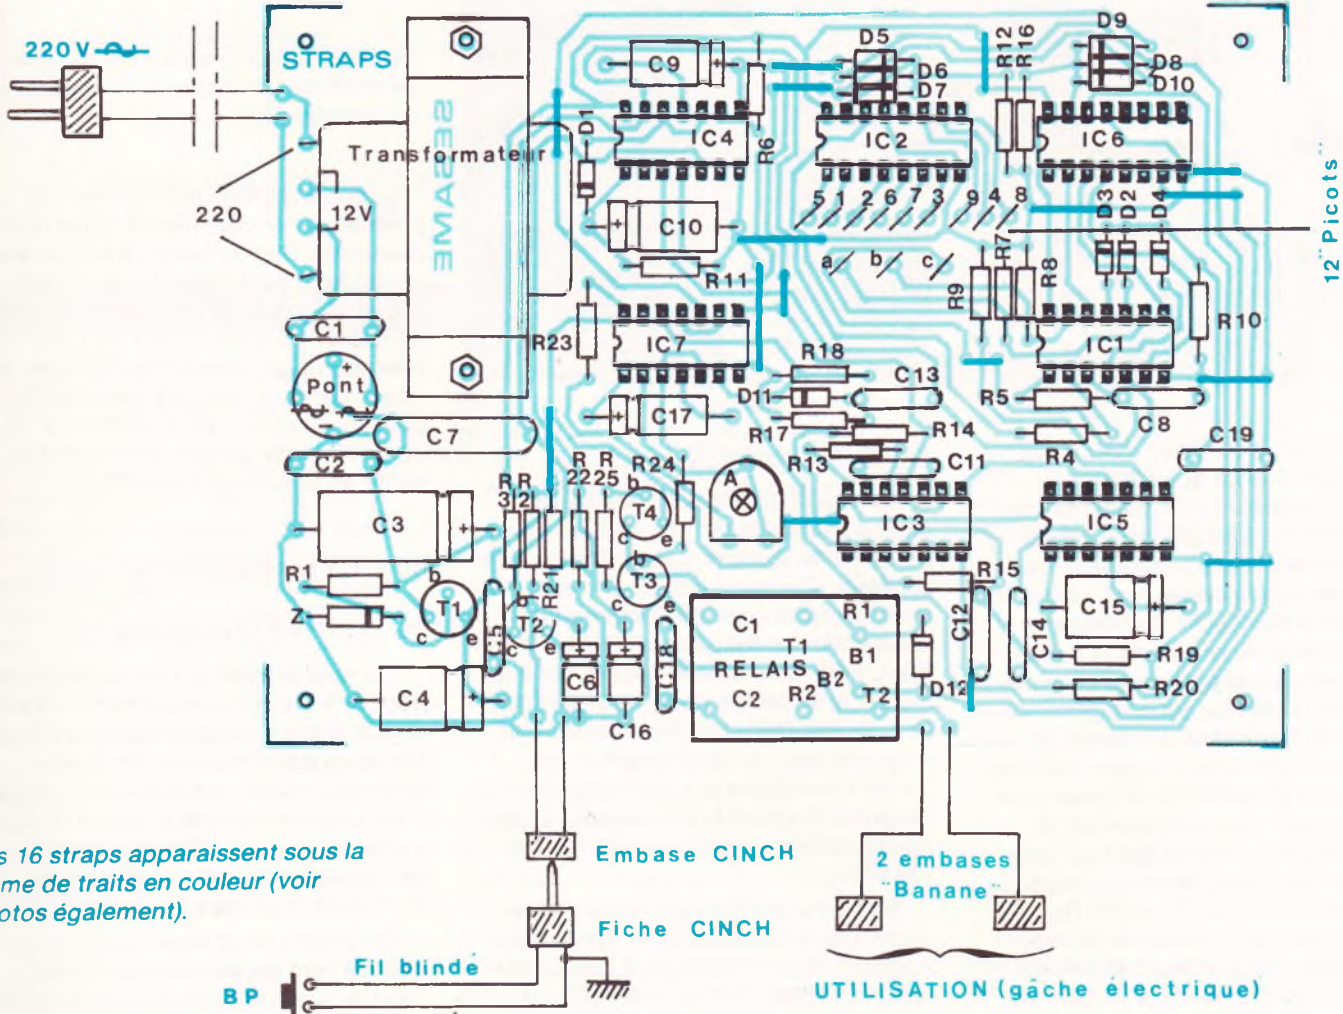 220V
STRAPS
C9
D5
D6
D7
R12
R16
D9
D8
D10
D1
IC4
R6
IC2
IC6
Transformateur
SESAME
220
12V
5 1 2 6 7 3 9 4 8
12 "Picots"
D3
D2
D4
C10
a b c
R7
R11
R9
R8
R10
C1
R23
IC7
IC1
Pont
+
R18
C13
D11
R5
C17
C8
C7
R17
R14
C19
C2
R13
C11
R4
R3
R2
R22
R25
R24
A
b
T4
C3
+
c
e
IC3
IC5
R1
b
T3
R15
Z
T1
R21
b
c
e
C15
c
e
C5
T2
c
e
C1
R1
T1
C12
C14
RELAIS
B1
R19
C4
+
C6
C18
B2
D12
C2
R2
T2
R20
C16
s 16 straps apparaissent sous la
me de traits en couleur (voir
otos également).
Embase CINCH
2 embases
"Banane"
Fiche CINCH
Fil blindé
BP
UTILISATION (gâche électrique)